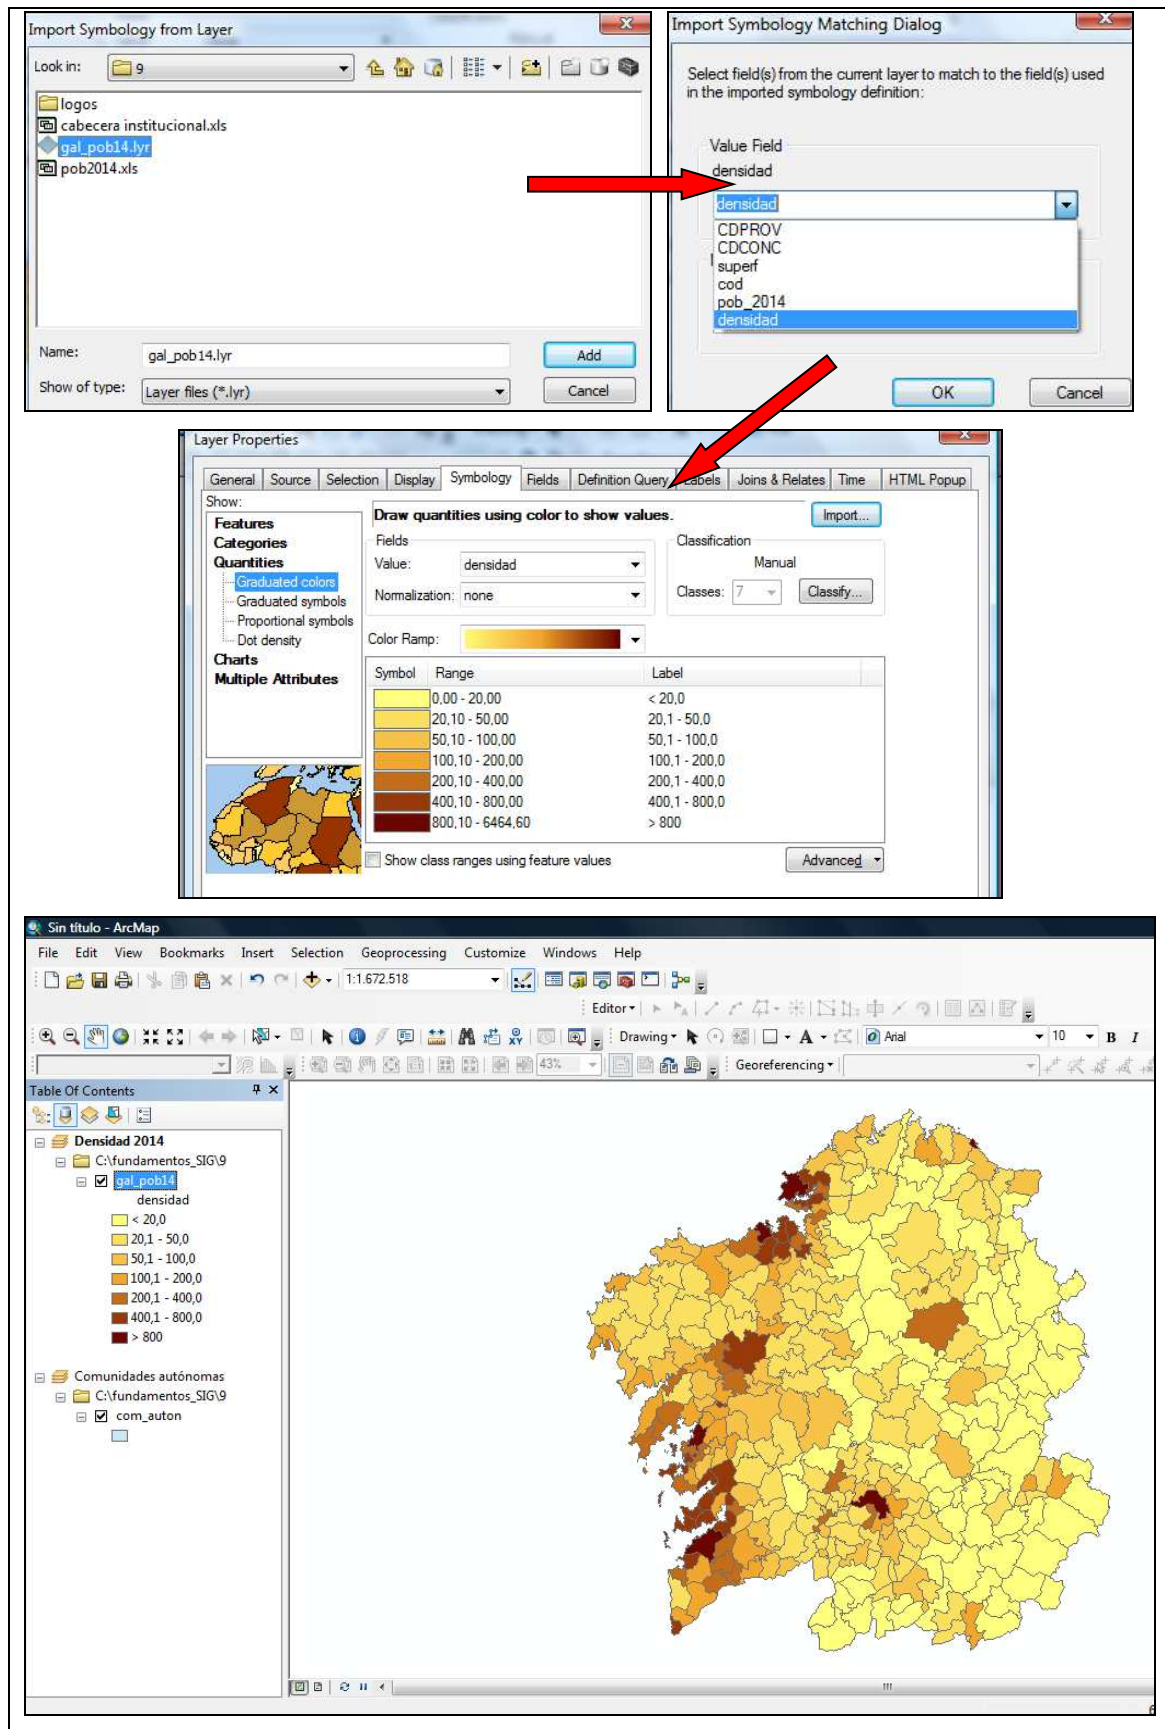 Import Symbology from Layer
Look in: 9
logos
cabecera institucional.xls
gal_pob14.lyr
pob2014.xls
Name: gal_pob14.lyr Add
Show of type: Layer files (*.lyr) Cancel
Import Symbology Matching Dialog
Select field(s) from the current layer to match to the field(s) used
in the imported symbology definition:
Value Field
densidad
densidad
CDPROV
CDCONC
superf
cod
pob_2014
densidad
OK Cancel
Layer Properties
General Source Selection Display Symbology Fields Definition Query Labels Joins & Relates Time HTML Popup
Show:
Features
Categories
Quantities
Graduated colors
Graduated symbols
Proportional symbols
Dot density
Charts
Multiple Attributes
Draw quantities using color to show values. Import...
Fields Classification
Value: densidad Manual
Normalization: none Classes: 7 Classify...
Color Ramp:
Symbol Range Label
0,00 - 20,00 < 20,0
20,10 - 50,00 20,1 - 50,0
50,10 - 100,00 50,1 - 100,0
100,10 - 200,00 100,1 - 200,0
200,10 - 400,00 200,1 - 400,0
400,10 - 800,00 400,1 - 800,0
800,10 - 6464,60 > 800
Show class ranges using feature values Advanced
Sin título - ArcMap
File Edit View Bookmarks Insert Selection Geoprocessing Customize Windows Help
1:1.672.518
Editor
Drawing A Arial 10 B I
43% Georeferencing
Table Of Contents
Densidad 2014
C:\fundamentos_SIG\9
gal_pob14
densidad
< 20,0
20,1 - 50,0
50,1 - 100,0
100,1 - 200,0
200,1 - 400,0
400,1 - 800,0
> 800
Comunidades autónomas
C:\fundamentos_SIG\9
com_auton